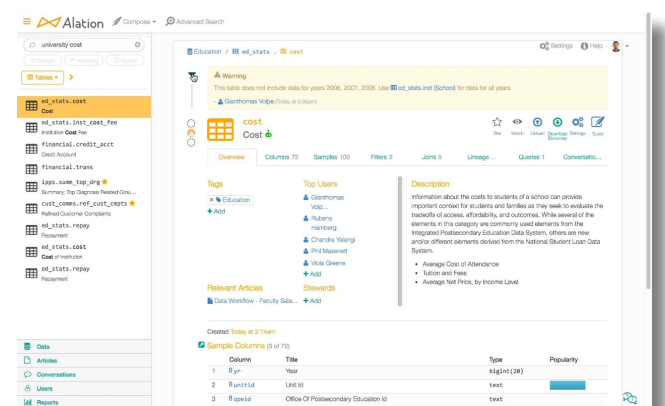 Alation
Compose
Advanced Search
university cost
Tables
ed_stats.cost
Cost
ed_stats.inst_cost_fee
Institution Cost Fee
financial.credit_acct
Credit Account
financial.trans
ipps.summ_top_drg
Summary: Top Diagnosis Related Grou...
cust_comms.ref_cust_cmpts
Refined Customer Complaints
ed_stats.repay
Repayment
ed_stats.cost
Cost of Institution
ed_stats.repay
Repayment
Data
Articles
Conversations
Users
Reports
Education / ed_stats . cost
Settings
Help
Warning
This table does not include data for years 2006, 2007, 2008. Use ed_stats.inst (School) for data for all years.
- Gianthomas Volpe (Today at 5:06pm)
cost
Cost
Star
Watch
Upload
Download Dictionary
Settings
Query
Overview
Columns 72
Samples 100
Filters 2
Joins 5
Lineage ...
Queries 1
Conversatio...
Tags
× Education
+ Add
Top Users
Gianthomas
Volp...
Rubens
Hamberg
Chandra Yalangi
Phil Mazenett
Viola Greene
+ Add
Relevant Articles
Data Workflow - Faculty Sala...
Stewards
+ Add
Description
Information about the costs to students of a school can provide
important context for students and families as they seek to evaluate the
tradeoffs of access, affordability, and outcomes. While several of the
elements in this category are commonly used elements from the
Integrated Postsecondary Education Data System, others are new
and/or different elements derived from the National Student Loan Data
System.
• Average Cost of Attendance
• Tuition and Fees
• Average Net Price, by Income Level
Created Today at 2:14am
Sample Columns (3 of 72)
Column Title Type Popularity
1 yr Year bigint(20)
2 unitid Unit Id text
3 opeid Office Of Postsecondary Education Id text